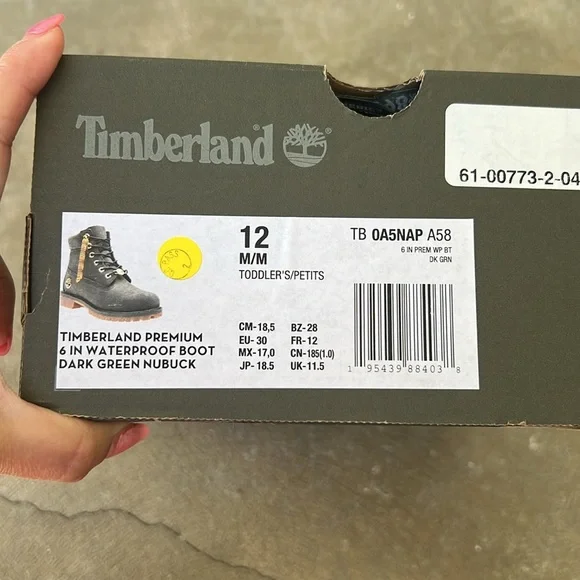 Timberland
61-00773-2-04
12
M/M
TODDLER'S/PETITS
TB 0A5NAP A58
6 IN PREM WP BT
DK GRN
PASS
TIMBERLAND PREMIUM
6 IN WATERPROOF BOOT
DARK GREEN NUBUCK
CM-18,5 BZ-28
EU- 30 FR-12
MX-17,0 CN-185(1.0)
JP- 18.5 UK-11.5
1 95439 88403 8